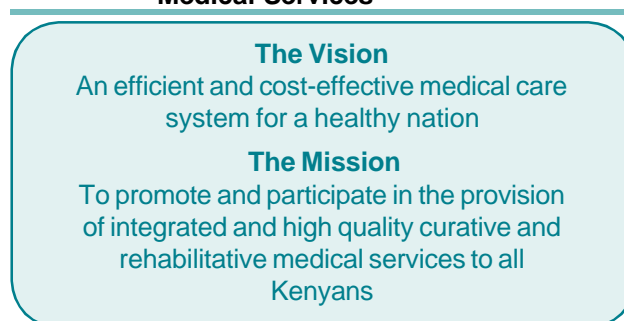 Medical Services
The Vision
An efficient and cost-effective medical care
system for a healthy nation
The Mission
To promote and participate in the provision
of integrated and high quality curative and
rehabilitative medical services to all
Kenyans